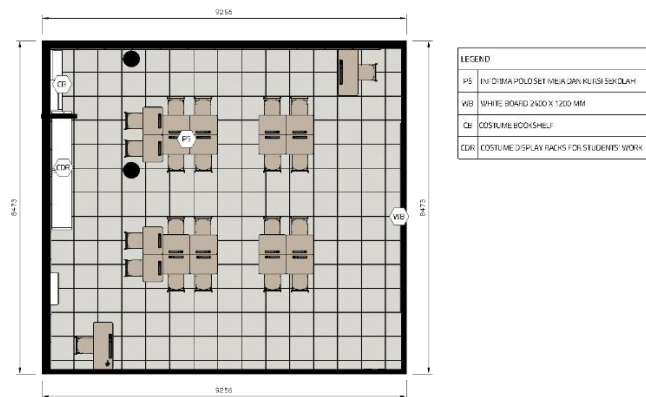 9256
8473
8473
9256
CB
PS
CDR
WB
LEGEND
PS INFORMA POLO SET MEJA DAN KURSI SEKOLAH
WB WHITE BOARD 2400 X 1200 MM
CB COSTUME BOOKSHELF
CDR COSTUME DISPLAY RACKS FOR STUDENTS' WORK